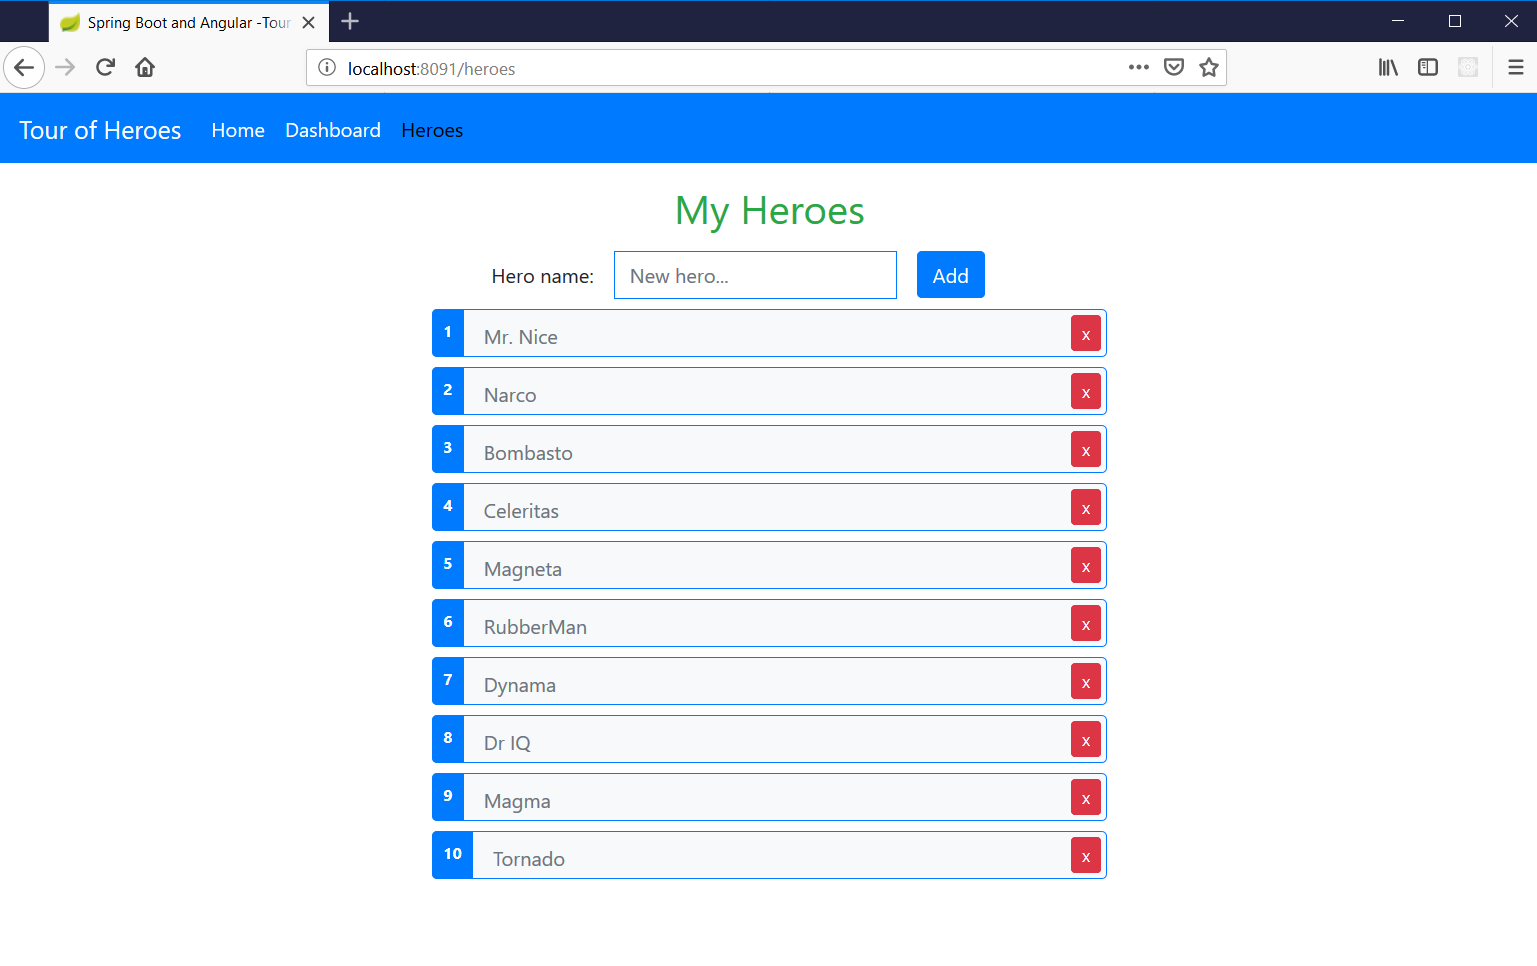 Spring Boot and Angular -Tour
localhost:8091/heroes
Tour of Heroes Home Dashboard Heroes
My Heroes
Hero name: New hero... Add
1 Mr. Nice x
2 Narco x
3 Bombasto x
4 Celeritas x
5 Magneta x
6 RubberMan x
7 Dynama x
8 Dr IQ x
9 Magma x
10 Tornado x